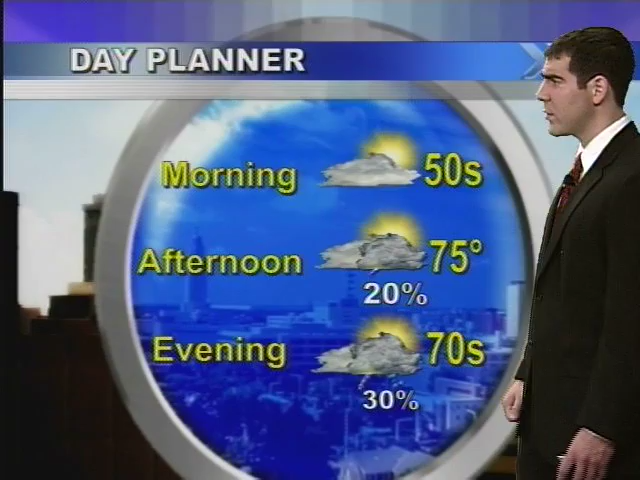 DAY PLANNER
Morning 50s
Afternoon 75°
20%
Evening 70s
30%